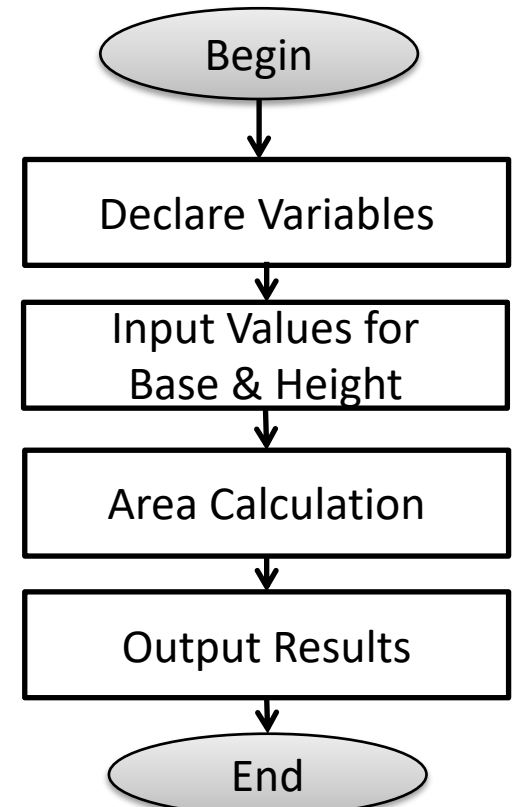 Begin
Declare Variables
Input Values for
Base & Height
Area Calculation
Output Results
End